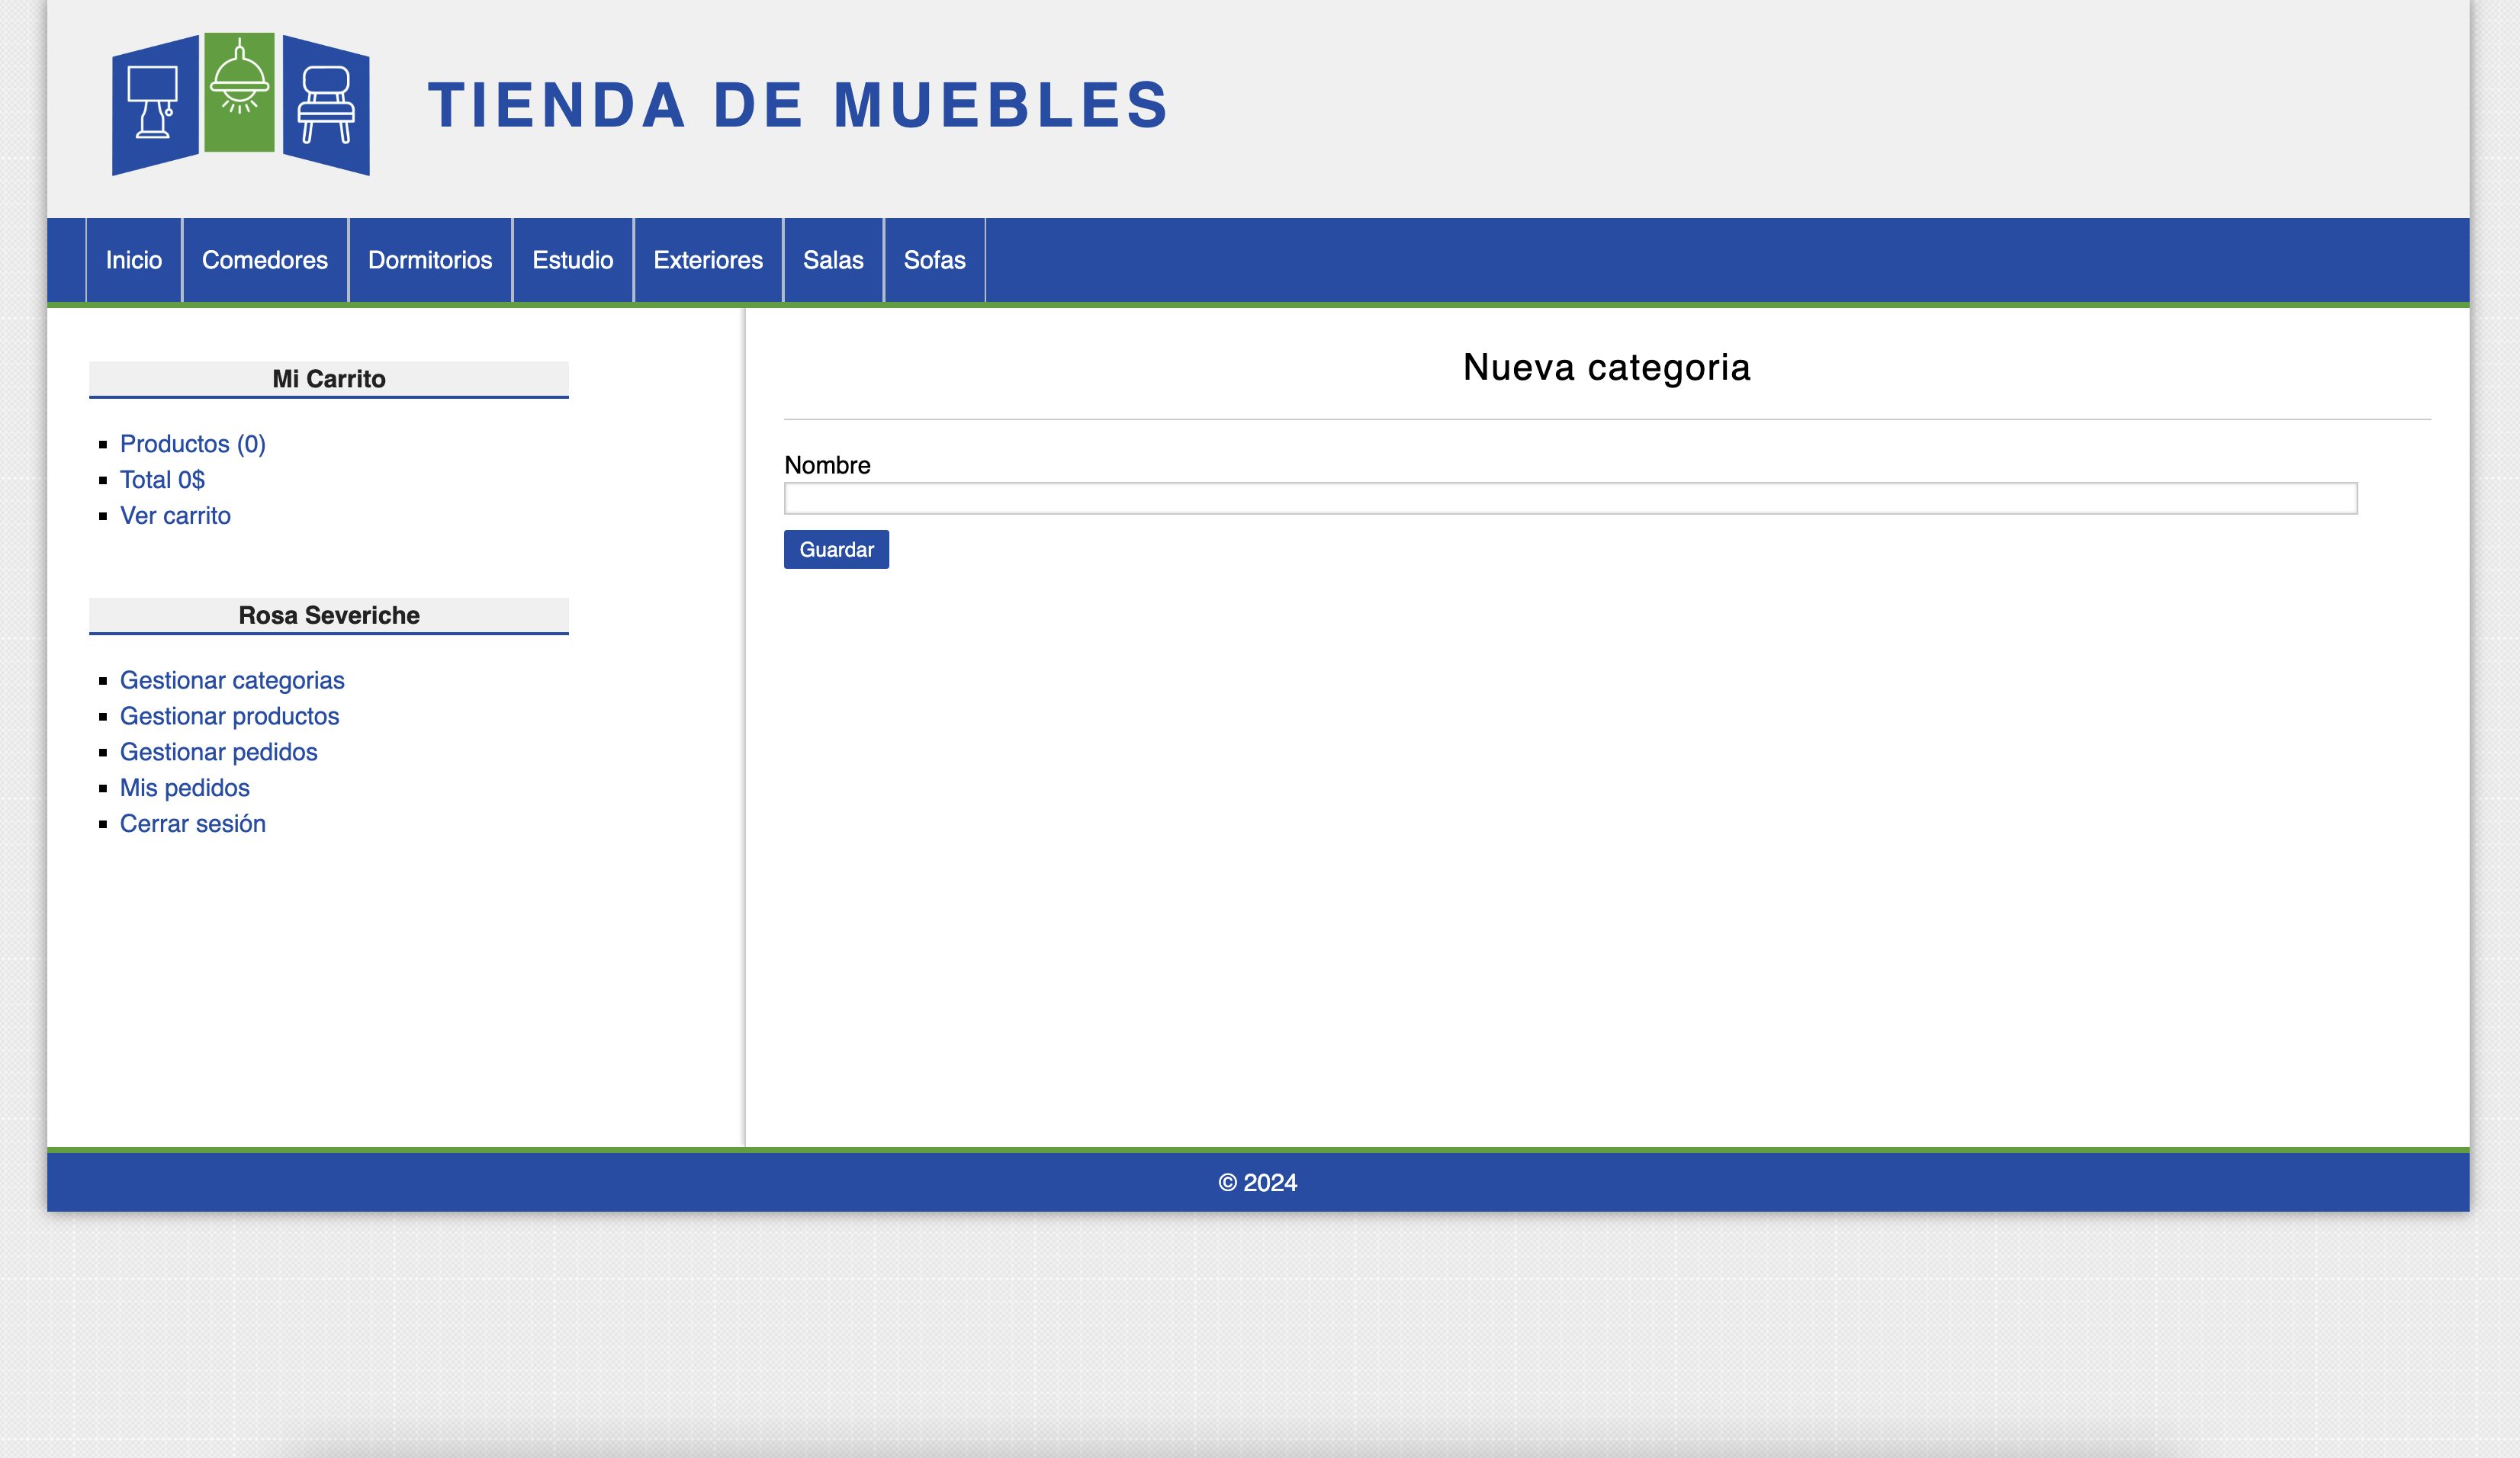 TIENDA DE MUEBLES
Inicio Comedores Dormitorios Estudio Exteriores Salas Sofas
Mi Carrito
Productos (0)
Total 0$
Ver carrito
Rosa Severiche
Gestionar categorias
Gestionar productos
Gestionar pedidos
Mis pedidos
Cerrar sesión
Nueva categoria
Nombre
Guardar
© 2024